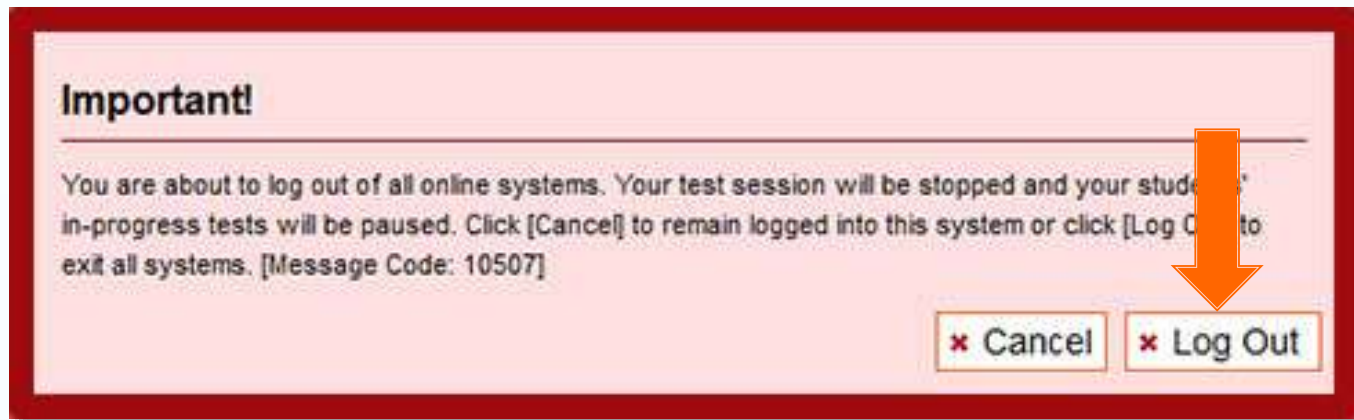 Important!
You are about to log out of all online systems. Your test session will be stopped and your students'
in-progress tests will be paused. Click [Cancel] to remain logged into this system or click [Log to
exit all systems. [Message Code: 10507]
× Cancel × Log Out